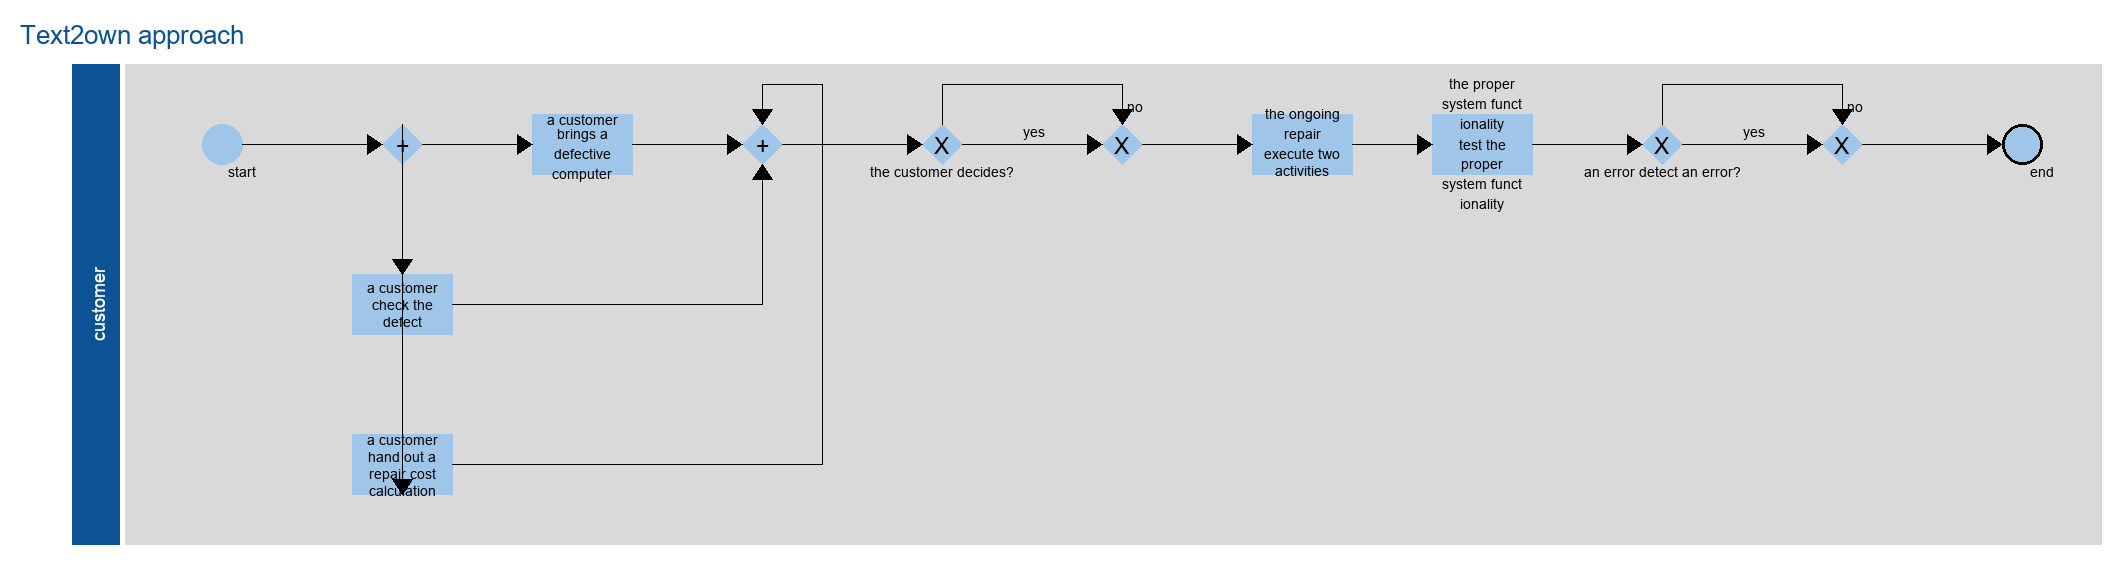 Text2own approach
customer
start
+
a customer
brings a
defective
computer
+
a customer
check the
defect
a customer
hand out a
repair cost
calculation
X
the customer decides?
yes
no
X
the ongoing
repair
execute two
activities
the proper
system funct
ionality
test the
proper
system funct
ionality
X
an error detect an error?
yes
no
X
end